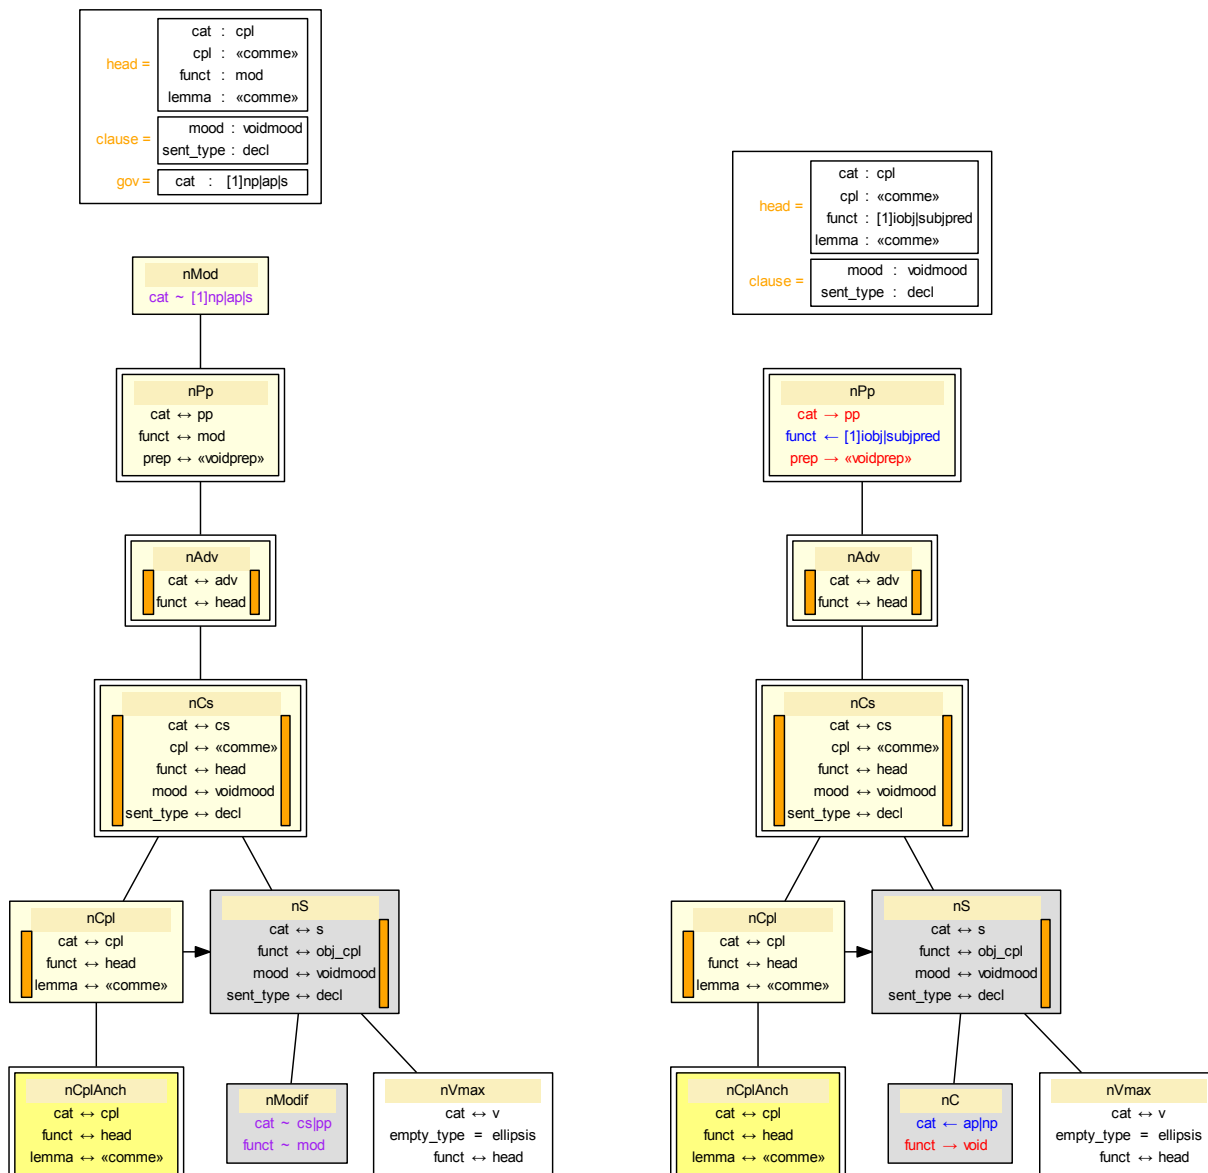 head =
cat : cpl
cpl : «comme»
funct : mod
lemma : «comme»
clause =
mood : voidmood
sent_type : decl
gov =
cat : [1]np|ap|s
nMod
cat ~ [1]np|ap|s
nPp
cat ↔ pp
funct ↔ mod
prep ↔ «voidprep»
nAdv
cat ↔ adv
funct ↔ head
nCs
cat ↔ cs
cpl ↔ «comme»
funct ↔ head
mood ↔ voidmood
sent_type ↔ decl
nCpl
cat ↔ cpl
funct ↔ head
lemma ↔ «comme»
nS
cat ↔ s
funct ↔ obj_cpl
mood ↔ voidmood
sent_type ↔ decl
nCplAnch
cat ↔ cpl
funct ↔ head
lemma ↔ «comme»
nModif
cat ~ cs|pp
funct ~ mod
nVmax
cat ↔ v
empty_type = ellipsis
funct ↔ head
head =
cat : cpl
cpl : «comme»
funct : [1]iobj|subjpred
lemma : «comme»
clause =
mood : voidmood
sent_type : decl
nPp
cat → pp
funct ← [1]iobj|subjpred
prep → «voidprep»
nAdv
cat ↔ adv
funct ↔ head
nCs
cat ↔ cs
cpl ↔ «comme»
funct ↔ head
mood ↔ voidmood
sent_type ↔ decl
nCpl
cat ↔ cpl
funct ↔ head
lemma ↔ «comme»
nS
cat ↔ s
funct ↔ obj_cpl
mood ↔ voidmood
sent_type ↔ decl
nCplAnch
cat ↔ cpl
funct ↔ head
lemma ↔ «comme»
nC
cat ← ap|np
funct → void
nVmax
cat ↔ v
empty_type = ellipsis
funct ↔ head